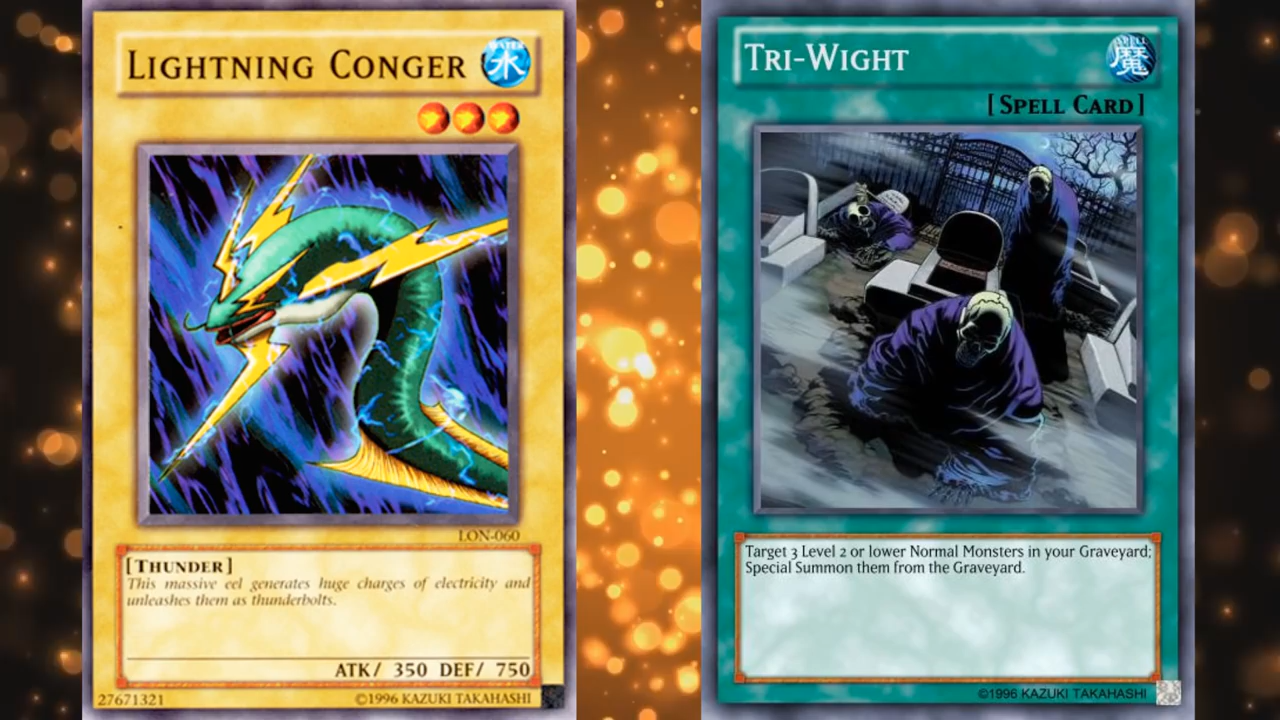 Lightning Conger
WATER
水
LON-060
[Thunder]
This massive eel generates huge charges of electricity and
unleashes them as thunderbolts.
ATK/ 350 DEF/ 750
27671321
©1996 KAZUKI TAKAHASHI
Tri-Wight
SPELL
魔
[Spell Card]
Target 3 Level 2 or lower Normal Monsters in your Graveyard;
Special Summon them from the Graveyard.
©1996 KAZUKI TAKAHASHI